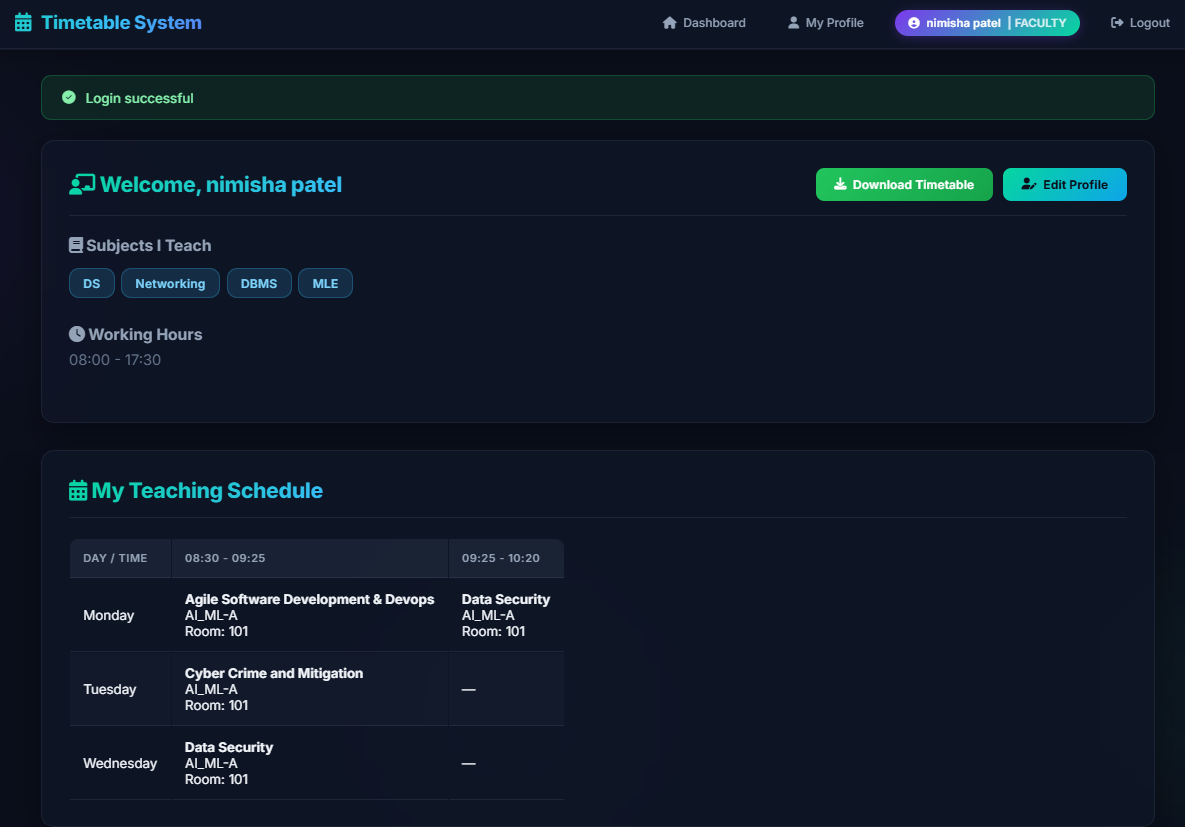 Timetable System
Dashboard
My Profile
nimisha patel | FACULTY
Logout
Login successful
Welcome, nimisha patel
Download Timetable
Edit Profile
Subjects I Teach
DS
Networking
DBMS
MLE
Working Hours
08:00 - 17:30
My Teaching Schedule
DAY / TIME
08:30 - 09:25
09:25 - 10:20
Monday
Agile Software Development & Devops
AI_ML-A
Room: 101
Data Security
AI_ML-A
Room: 101
Tuesday
Cyber Crime and Mitigation
AI_ML-A
Room: 101
—
Wednesday
Data Security
AI_ML-A
Room: 101
—